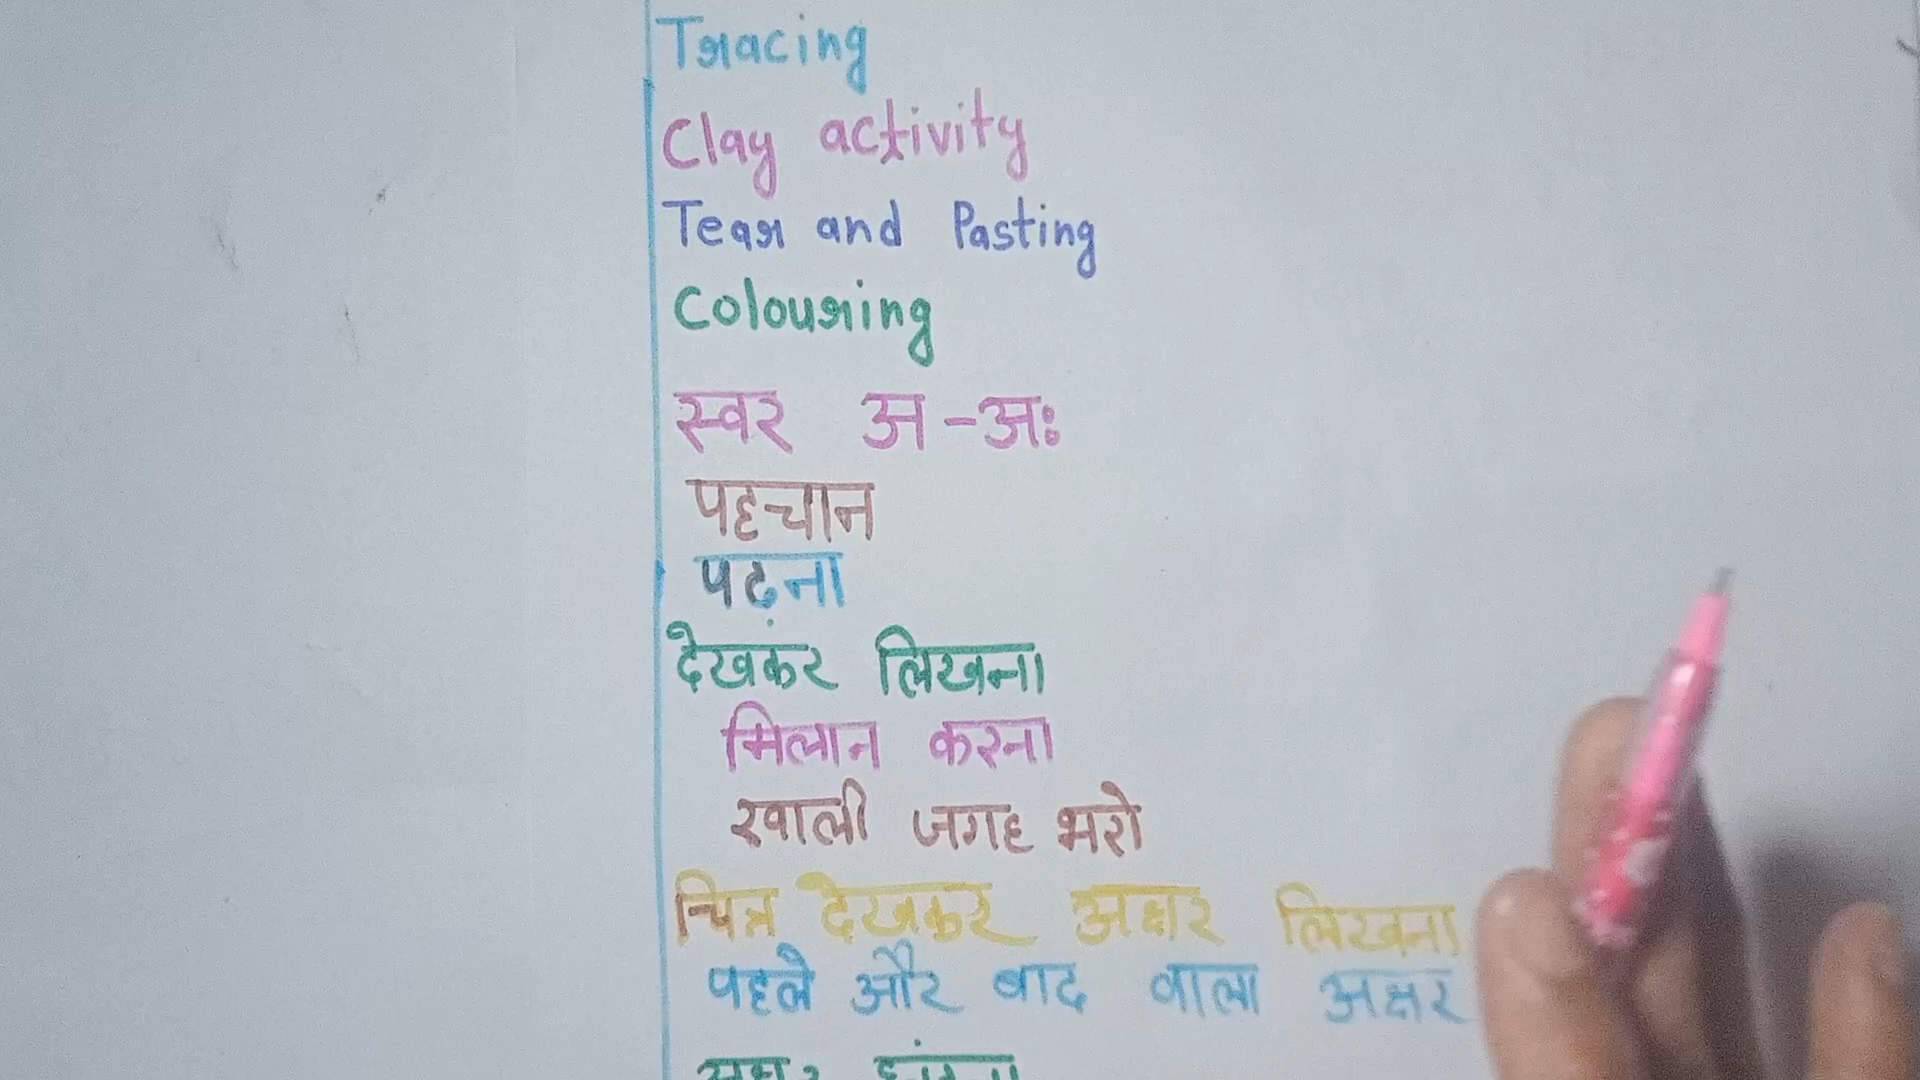 Tracing
Clay activity
Tear and Pasting
Colouring
स्वर अ-अः
पहचान
पढ़ना
देखकर लिखना
मिलान करना
खाली जगह भरो
चित्र देखकर अक्षर लिखना
पहले और बाद वाला अक्षर